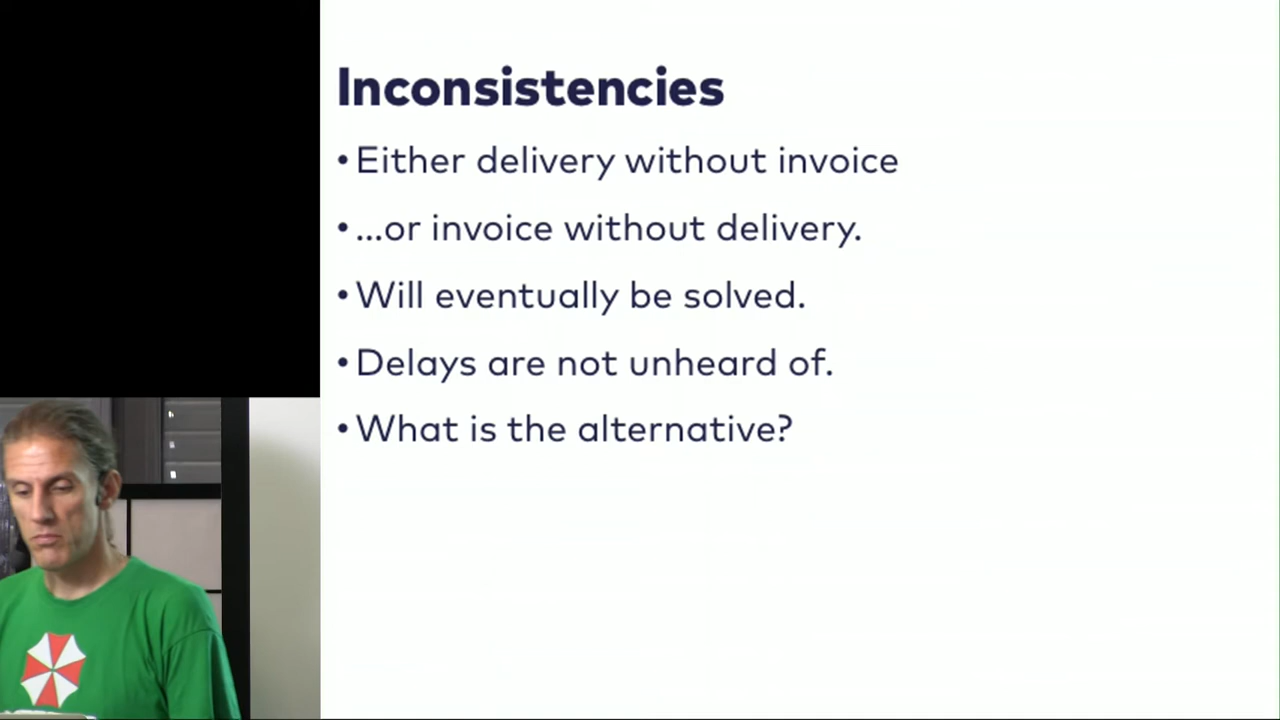 Inconsistencies
• Either delivery without invoice
• ...or invoice without delivery.
• Will eventually be solved.
• Delays are not unheard of.
• What is the alternative?